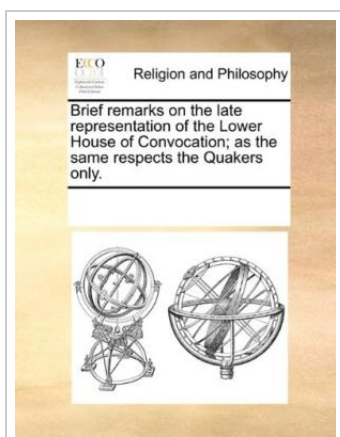 ECCO
Religion and Philosophy
Brief remarks on the late
representation of the Lower
House of Convocation; as the
same respects the Quakers
only.